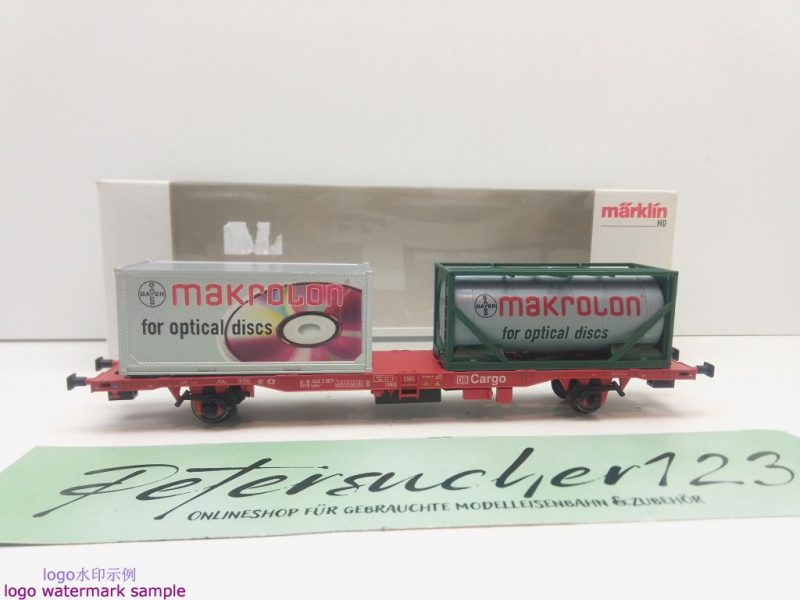 märklin
H0
BAYER
makrolon
for optical discs
BAYER
makrolon
for optical discs
DB Cargo
Petersucher123
ONLINESHOP FÜR GEBRAUCHTE MODELLEISENBAHN & ZUBEHÖR
logo水印示例
logo watermark sample